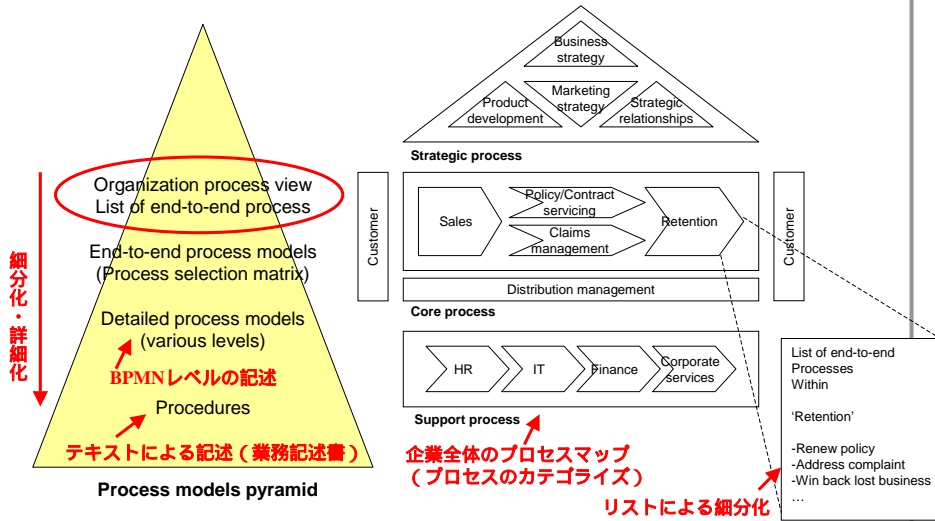 Organization process view
List of end-to-end process
End-to-end process models
(Process selection matrix)
Detailed process models
(various levels)
BPMNレベルの記述
Procedures
テキストによる記述(業務記述書)
Process models pyramid
細分化・詳細化
Business
strategy
Product
development
Marketing
strategy
Strategic
relationships
Strategic process
Customer
Sales
Policy/Contract
servicing
Claims
management
Retention
Customer
Distribution management
Core process
HR
IT
Finance
Corporate
services
Support process
企業全体のプロセスマップ
(プロセスのカテゴライズ)
リストによる細分化
List of end-to-end
Processes
Within
‘Retention’
-Renew policy
-Address complaint
-Win back lost business
…